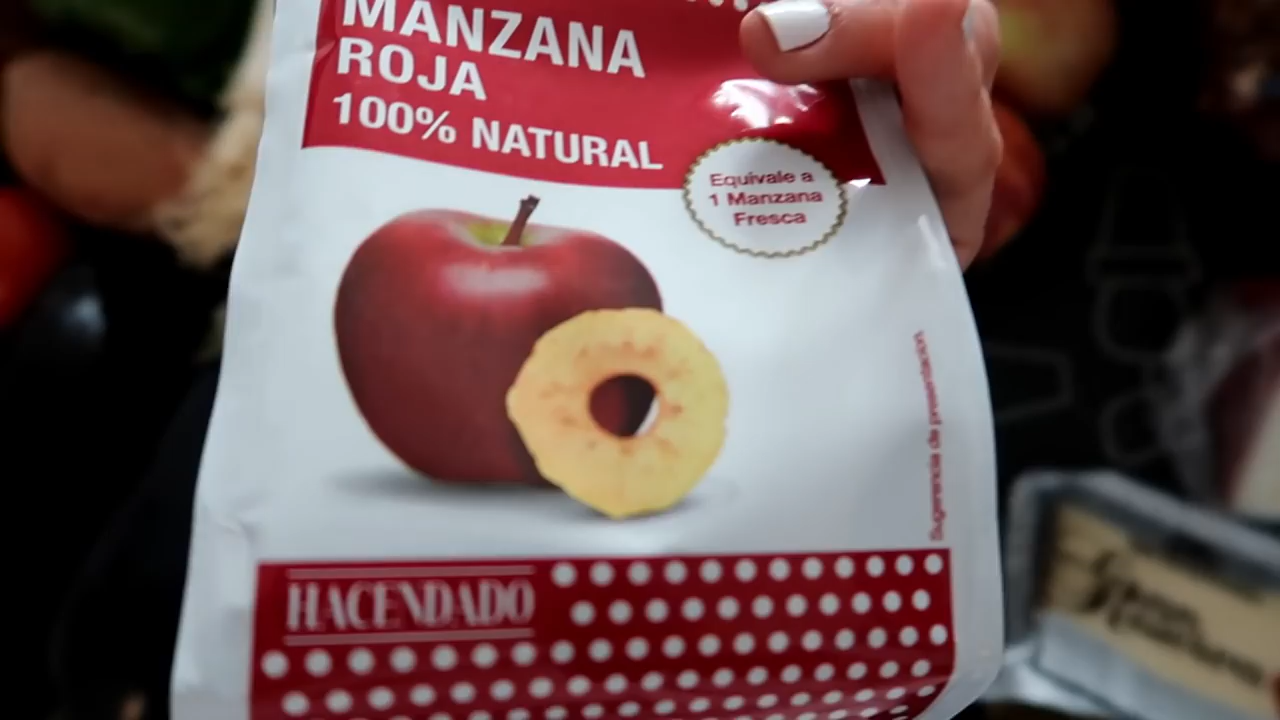 MANZANA
ROJA
100% NATURAL
Equivale a
1 Manzana
Fresca
Sugerencia de presentación
HACENDADO